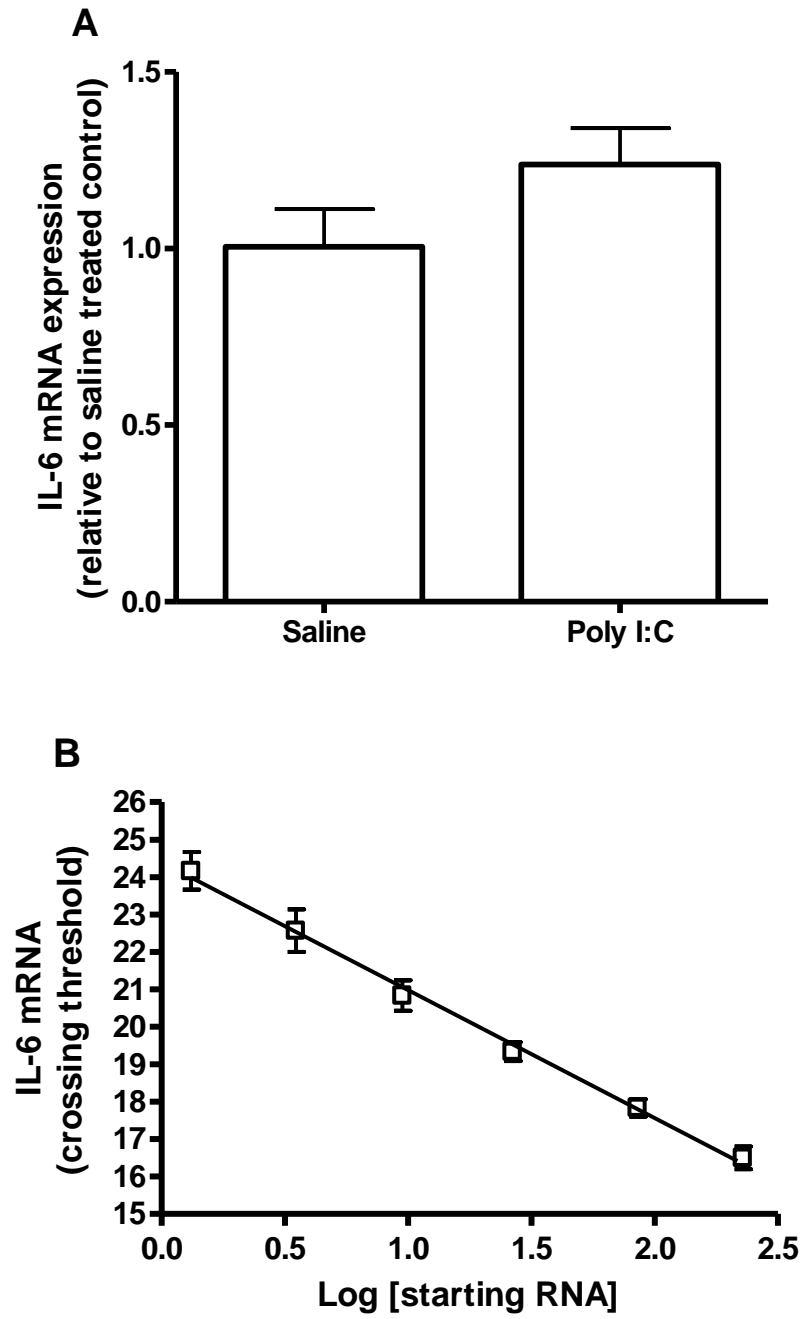 A
1.5
1.0
0.5
0.0
IL-6 mRNA expression
(relative to saline treated control)
Saline Poly I:C
B
26
25
24
23
22
21
20
19
18
17
16
15
IL-6 mRNA
(crossing threshold)
0.0 0.5 1.0 1.5 2.0 2.5
Log [starting RNA]